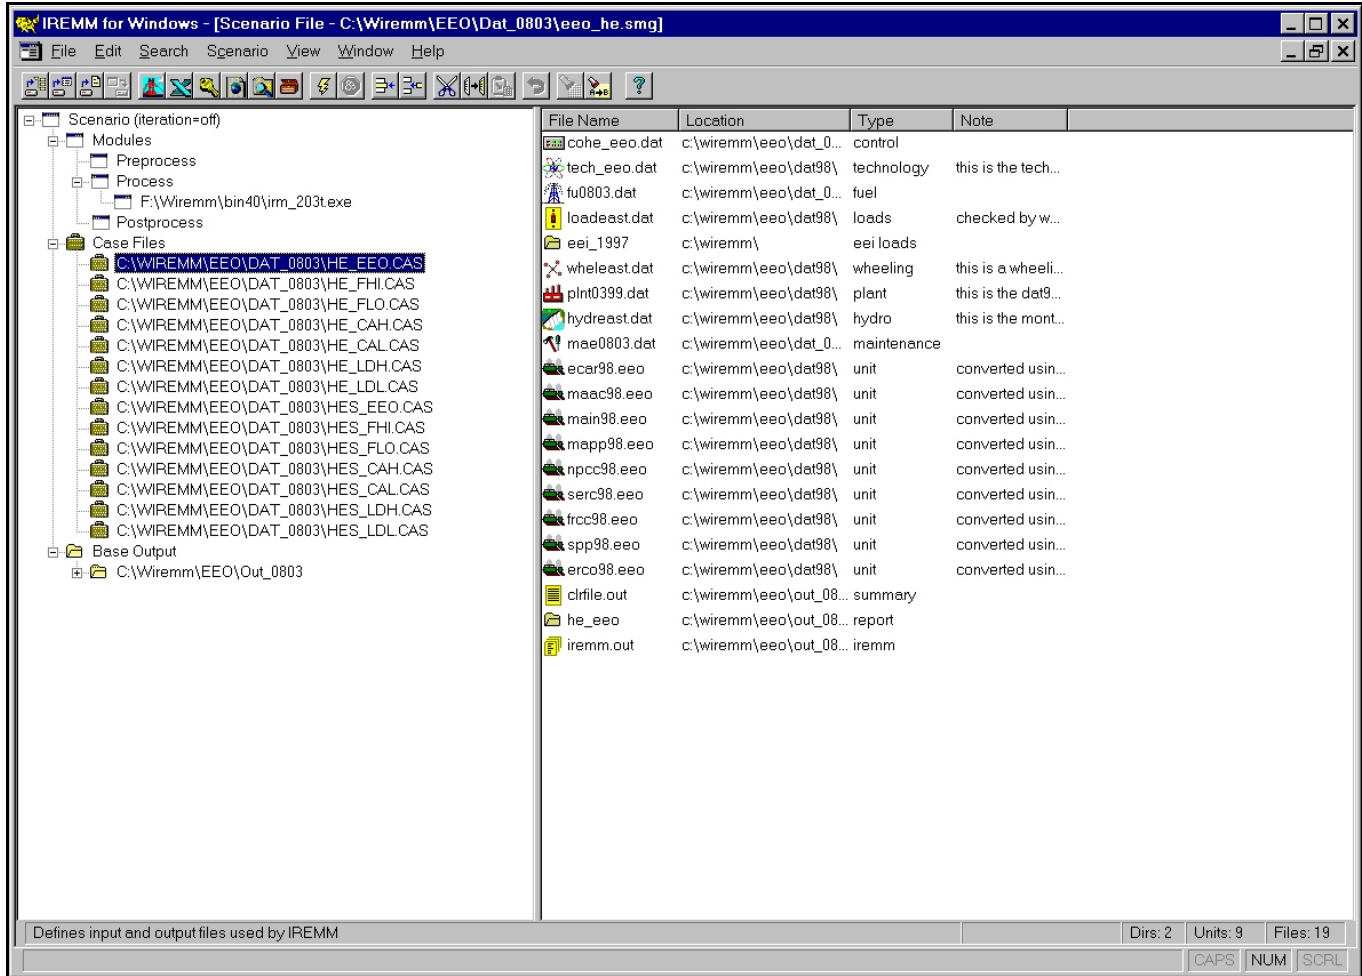 IREMM for Windows - [Scenario File - C:\Wiremm\EEO\Dat_0803\eeo_he.smg]
File Edit Search Scenario View Window Help
Scenario (iteration=off)
Modules
Preprocess
Process
F:\Wiremm\bin40\irm_203t.exe
Postprocess
Case Files
C:\WIREMM\EEO\DAT_0803\HE_EEO.CAS
C:\WIREMM\EEO\DAT_0803\HE_FHI.CAS
C:\WIREMM\EEO\DAT_0803\HE_FLO.CAS
C:\WIREMM\EEO\DAT_0803\HE_CAH.CAS
C:\WIREMM\EEO\DAT_0803\HE_CAL.CAS
C:\WIREMM\EEO\DAT_0803\HE_LDH.CAS
C:\WIREMM\EEO\DAT_0803\HE_LDL.CAS
C:\WIREMM\EEO\DAT_0803\HES_EEO.CAS
C:\WIREMM\EEO\DAT_0803\HES_FHI.CAS
C:\WIREMM\EEO\DAT_0803\HES_FLO.CAS
C:\WIREMM\EEO\DAT_0803\HES_CAH.CAS
C:\WIREMM\EEO\DAT_0803\HES_CAL.CAS
C:\WIREMM\EEO\DAT_0803\HES_LDH.CAS
C:\WIREMM\EEO\DAT_0803\HES_LDL.CAS
Base Output
C:\Wiremm\EEO\Out_0803
File Name Location Type Note
cohe_eeo.dat c:\wiremm\eeo\dat_0... control
tech_eeo.dat c:\wiremm\eeo\dat98\ technology this is the tech...
fu0803.dat c:\wiremm\eeo\dat_0... fuel
loadeast.dat c:\wiremm\eeo\dat98\ loads checked by w...
eei_1997 c:\wiremm\ eei loads
wheleast.dat c:\wiremm\eeo\dat98\ wheeling this is a wheeli...
plnt0399.dat c:\wiremm\eeo\dat98\ plant this is the dat9...
hydreast.dat c:\wiremm\eeo\dat98\ hydro this is the mont...
mae0803.dat c:\wiremm\eeo\dat_0... maintenance
ecar98.eeo c:\wiremm\eeo\dat98\ unit converted usin...
maac98.eeo c:\wiremm\eeo\dat98\ unit converted usin...
main98.eeo c:\wiremm\eeo\dat98\ unit converted usin...
mapp98.eeo c:\wiremm\eeo\dat98\ unit converted usin...
npcc98.eeo c:\wiremm\eeo\dat98\ unit converted usin...
serc98.eeo c:\wiremm\eeo\dat98\ unit converted usin...
frcc98.eeo c:\wiremm\eeo\dat98\ unit converted usin...
spp98.eeo c:\wiremm\eeo\dat98\ unit converted usin...
erco98.eeo c:\wiremm\eeo\dat98\ unit converted usin...
clrfile.out c:\wiremm\eeo\out_08... summary
he_eeo c:\wiremm\eeo\out_08... report
iremm.out c:\wiremm\eeo\out_08... iremm
Defines input and output files used by IREMM Dirs: 2 Units: 9 Files: 19
CAPS NUM SCRL